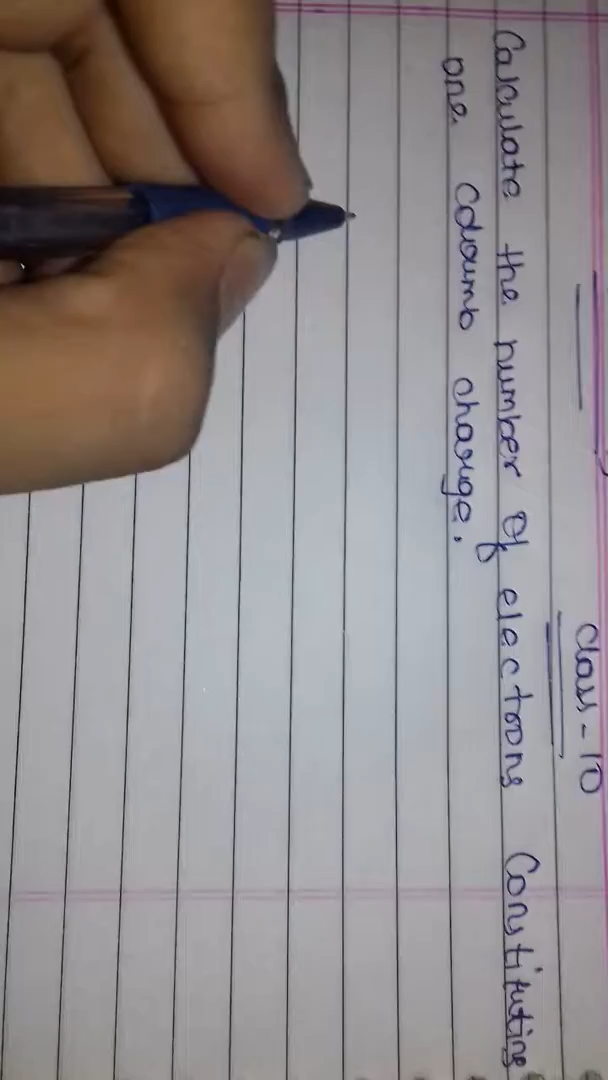 Class - 10
Calculate the number of electrons Constituting
one Coloumb charge.